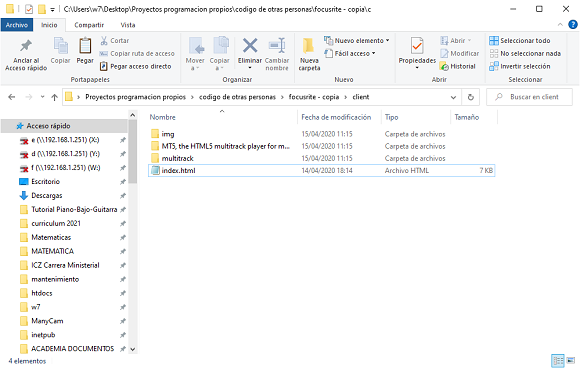 C:\Users\w7\Desktop\Proyectos programacion propios\codigo de otras personas\focusrite - copia\c
Archivo Inicio Compartir Vista
Anclar al Acceso rápido
Copiar
Pegar
Cortar
Copiar ruta de acceso
Pegar acceso directo
Mover a
Copiar a
Eliminar
Cambiar nombre
Nueva carpeta
Nuevo elemento
Fácil acceso
Propiedades
Abrir
Modificar
Historial
Seleccionar todo
No seleccionar nada
Invertir selección
Portapapeles Organizar Nuevo Abrir Seleccionar
Proyectos programacion propios > codigo de otras personas > focusrite - copia > client
Buscar en client
Nombre Fecha de modificación Tipo Tamaño
img 15/04/2020 11:15 Carpeta de archivos
MT5, the HTML5 multitrack player for m... 15/04/2020 11:15 Carpeta de archivos
multitrack 15/04/2020 11:15 Carpeta de archivos
index.html 14/04/2020 18:14 Archivo HTML 7 KB
Acceso rápido
e (\\192.168.1.251) (X:)
d (\\192.168.1.251) (Y:)
f (\\192.168.1.251) (W:)
Escritorio
Descargas
Tutorial Piano-Bajo-Guitarra
curriculum 2021
Matematicas
MATEMATICA
ICZ Carrera Ministerial
mantenimiento
htdocs
w7
ManyCam
inetpub
ACADEMIA DOCUMENTOS
4 elementos